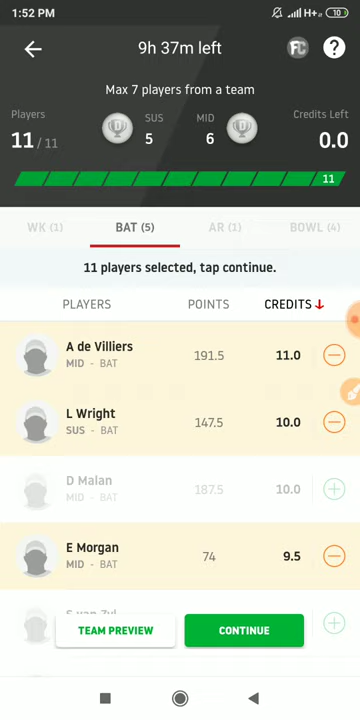 1:52 PM
H+
10
9h 37m left
FC
?
Max 7 players from a team
Players
11 / 11
SUS
5
MID
6
Credits Left
0.0
11
WK (1)
BAT (5)
AR (1)
BOWL (4)
11 players selected, tap continue.
PLAYERS
POINTS
CREDITS
A de Villiers
MID - BAT
191.5
11.0
L Wright
SUS - BAT
147.5
10.0
D Malan
MID - BAT
187.5
10.0
E Morgan
MID - BAT
74
9.5
TEAM PREVIEW
CONTINUE